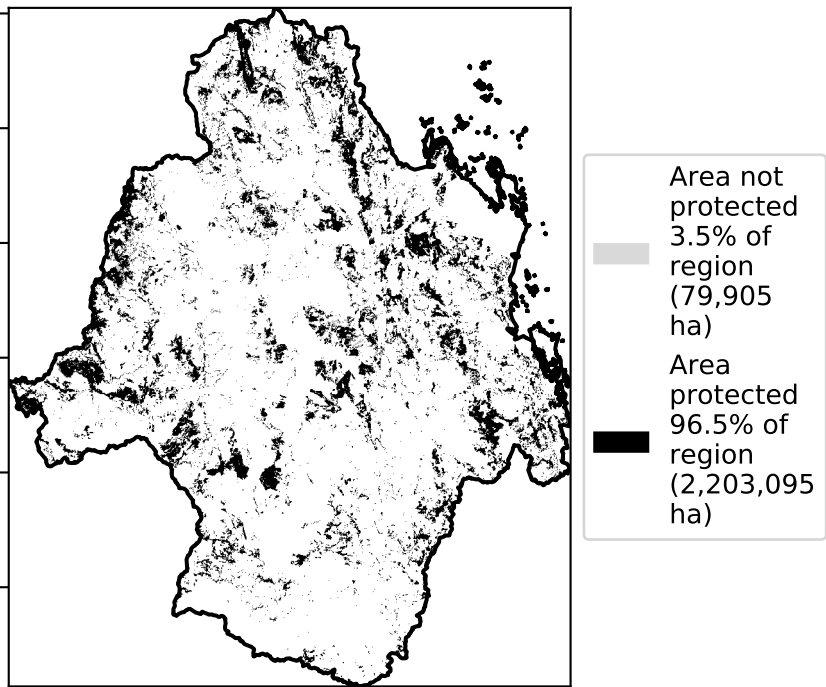 Area not
protected
3.5% of
region
(79,905
ha)
Area
protected
96.5% of
region
(2,203,095
ha)